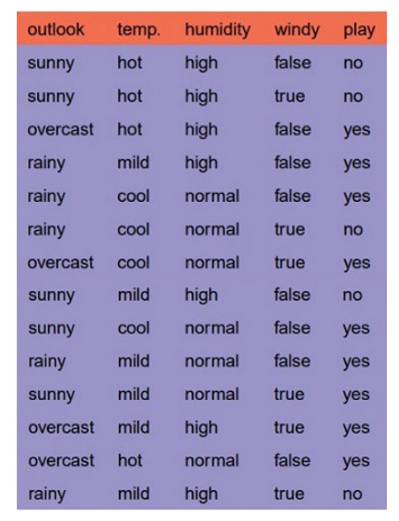 outlook temp. humidity windy play
sunny hot high false no
sunny hot high true no
overcast hot high false yes
rainy mild high false yes
rainy cool normal false yes
rainy cool normal true no
overcast cool normal true yes
sunny mild high false no
sunny cool normal false yes
rainy mild normal false yes
sunny mild normal true yes
overcast mild high true yes
overcast hot normal false yes
rainy mild high true no